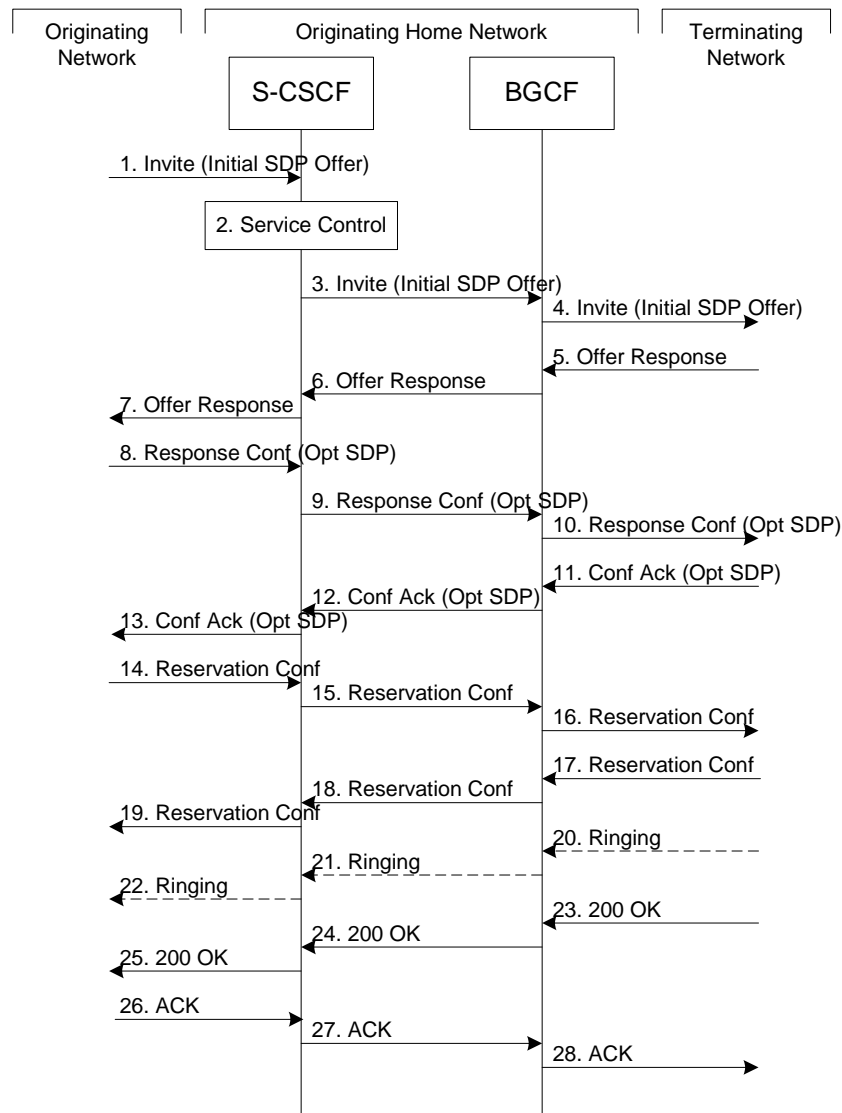 Originating
Network
Originating Home Network
Terminating
Network
S-CSCF
BGCF
1. Invite (Initial SDP Offer)
2. Service Control
3. Invite (Initial SDP Offer)
4. Invite (Initial SDP Offer)
5. Offer Response
6. Offer Response
7. Offer Response
8. Response Conf (Opt SDP)
9. Response Conf (Opt SDP)
10. Response Conf (Opt SDP)
11. Conf Ack (Opt SDP)
12. Conf Ack (Opt SDP)
13. Conf Ack (Opt SDP)
14. Reservation Conf
15. Reservation Conf
16. Reservation Conf
17. Reservation Conf
18. Reservation Conf
19. Reservation Conf
20. Ringing
21. Ringing
22. Ringing
23. 200 OK
24. 200 OK
25. 200 OK
26. ACK
27. ACK
28. ACK